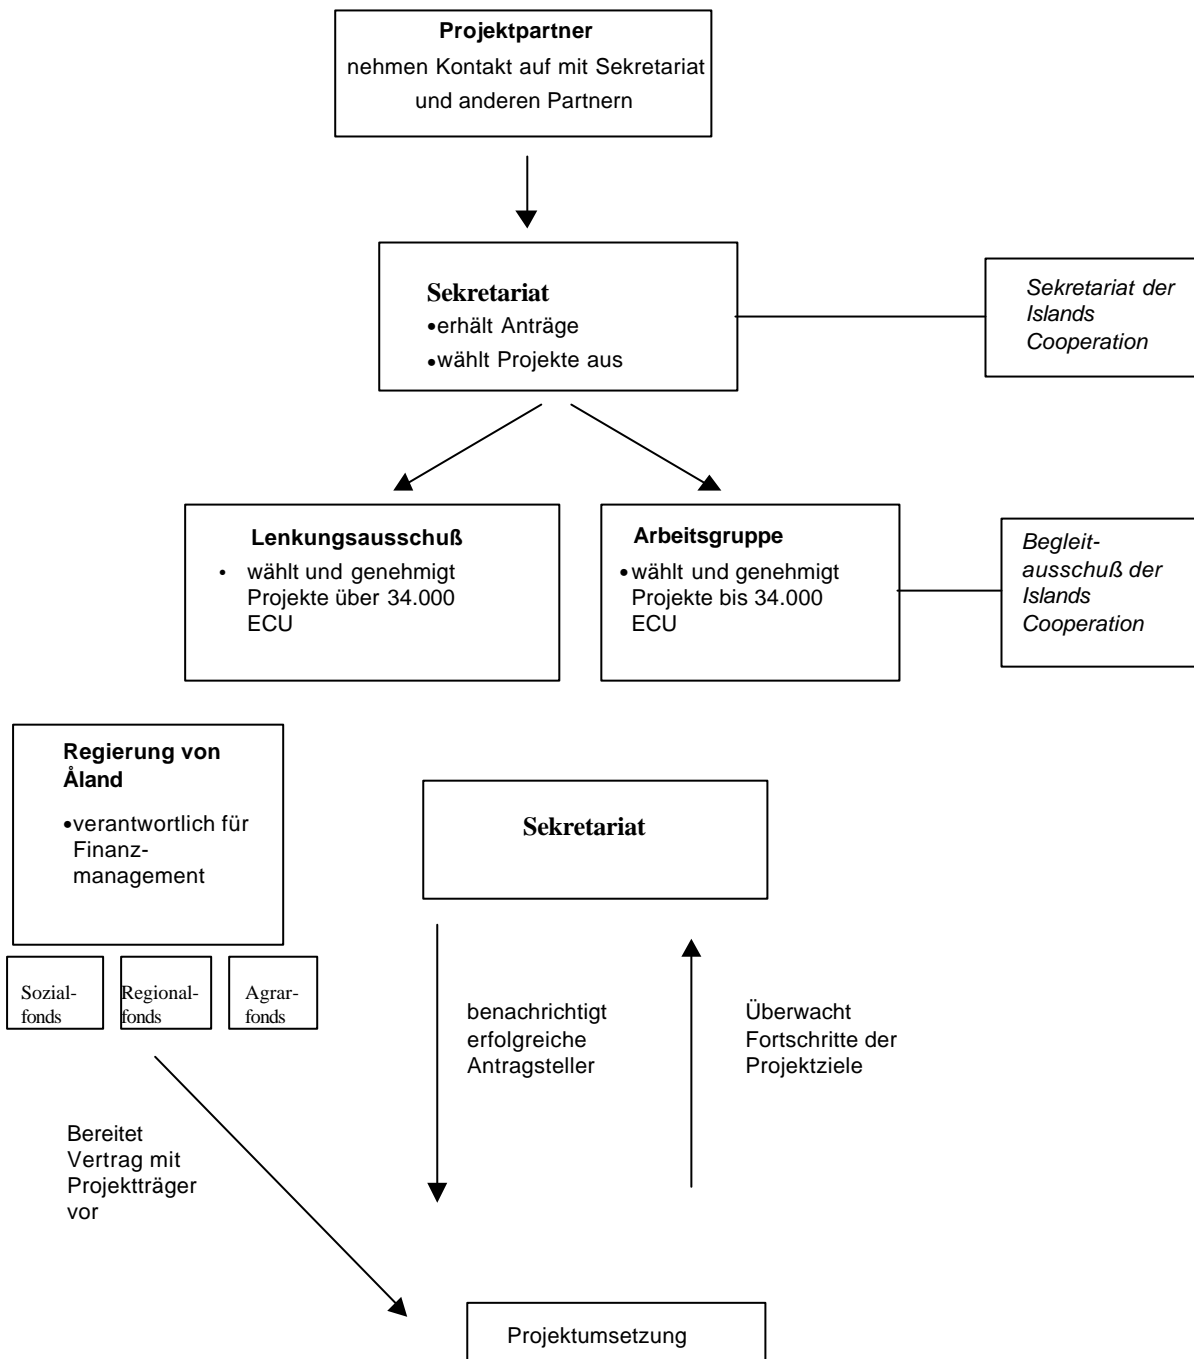 Projektpartner
nehmen Kontakt auf mit Sekretariat
und anderen Partnern
Sekretariat
•erhält Anträge
•wählt Projekte aus
Sekretariat der
Islands
Cooperation
Lenkungsausschuß
• wählt und genehmigt
Projekte über 34.000
ECU
Arbeitsgruppe
•wählt und genehmigt
Projekte bis 34.000
ECU
Begleit-
ausschuß der
Islands
Cooperation
Regierung von
Åland
•verantwortlich für
Finanz-
management
Sekretariat
Sozial-
fonds
Regional-
fonds
Agrar-
fonds
benachrichtigt
erfolgreiche
Antragsteller
Überwacht
Fortschritte der
Projektziele
Bereitet
Vertrag mit
Projektträger
vor
Projektumsetzung